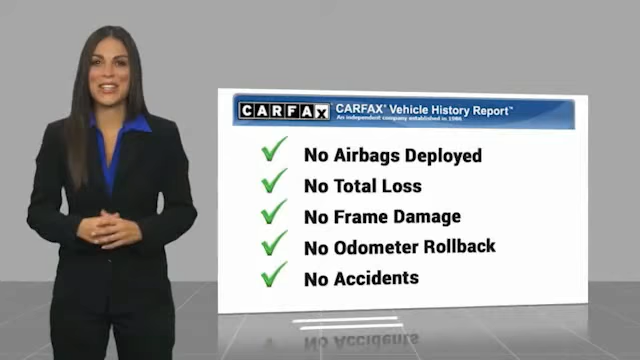 CARFAX CARFAX® Vehicle History Report™
An independent company established in 1986
No Airbags Deployed
No Total Loss
No Frame Damage
No Odometer Rollback
No Accidents